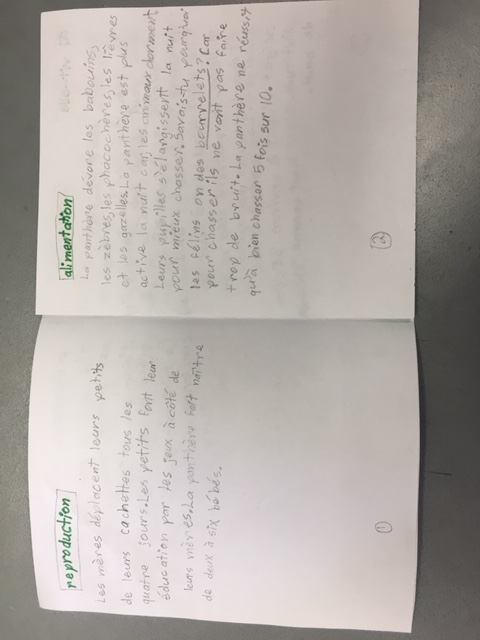 reproduction
Les mères déplacent leurs petits
de leurs cachettes tous les
quatre jours. Les petits font leur
éducation par les jeux à côté de
leurs mères. La panthère fait naître
de deux à six bébés.
1
alimentation
La panthère dévore les babouins,
les zèbres, les phacochères, les lièvres
et les gazelles. La panthère est plus
active la nuit car, les animaux dorment
Leurs pupilles s'élargissent la nuit
pour mieux chasser. Savais-tu pourquoi
les félins on des bourrelets? Car
pour chasser ils ne vont pas faire
trop de bruit. La panthère ne réussit
qu'à bien chasser 5 fois sur 10.
2